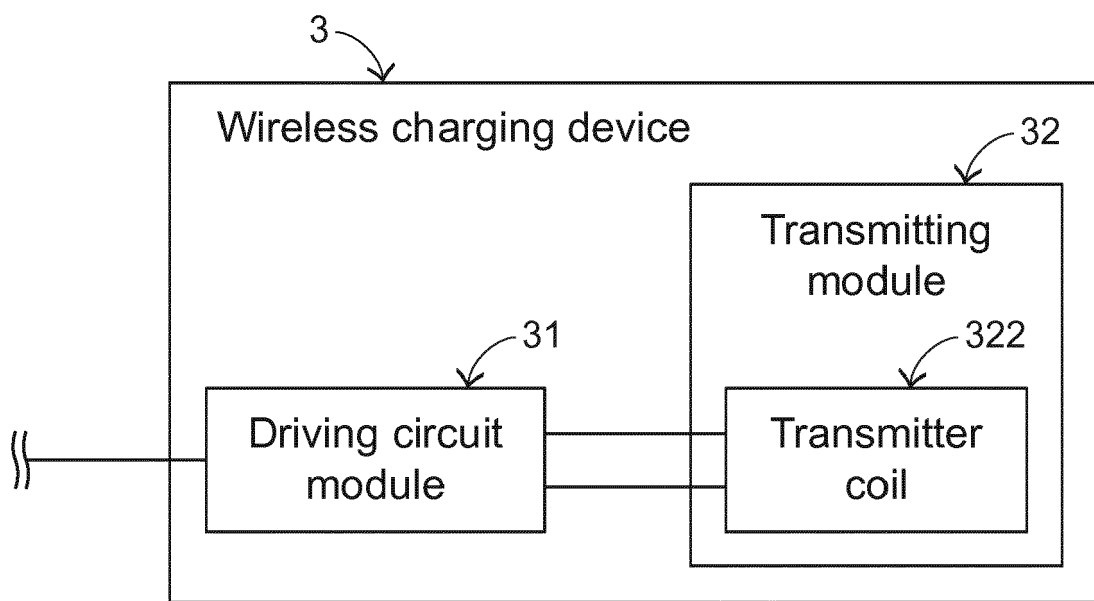 3
Wireless charging device
32
Transmitting
module
31
322
Driving circuit
module
Transmitter
coil